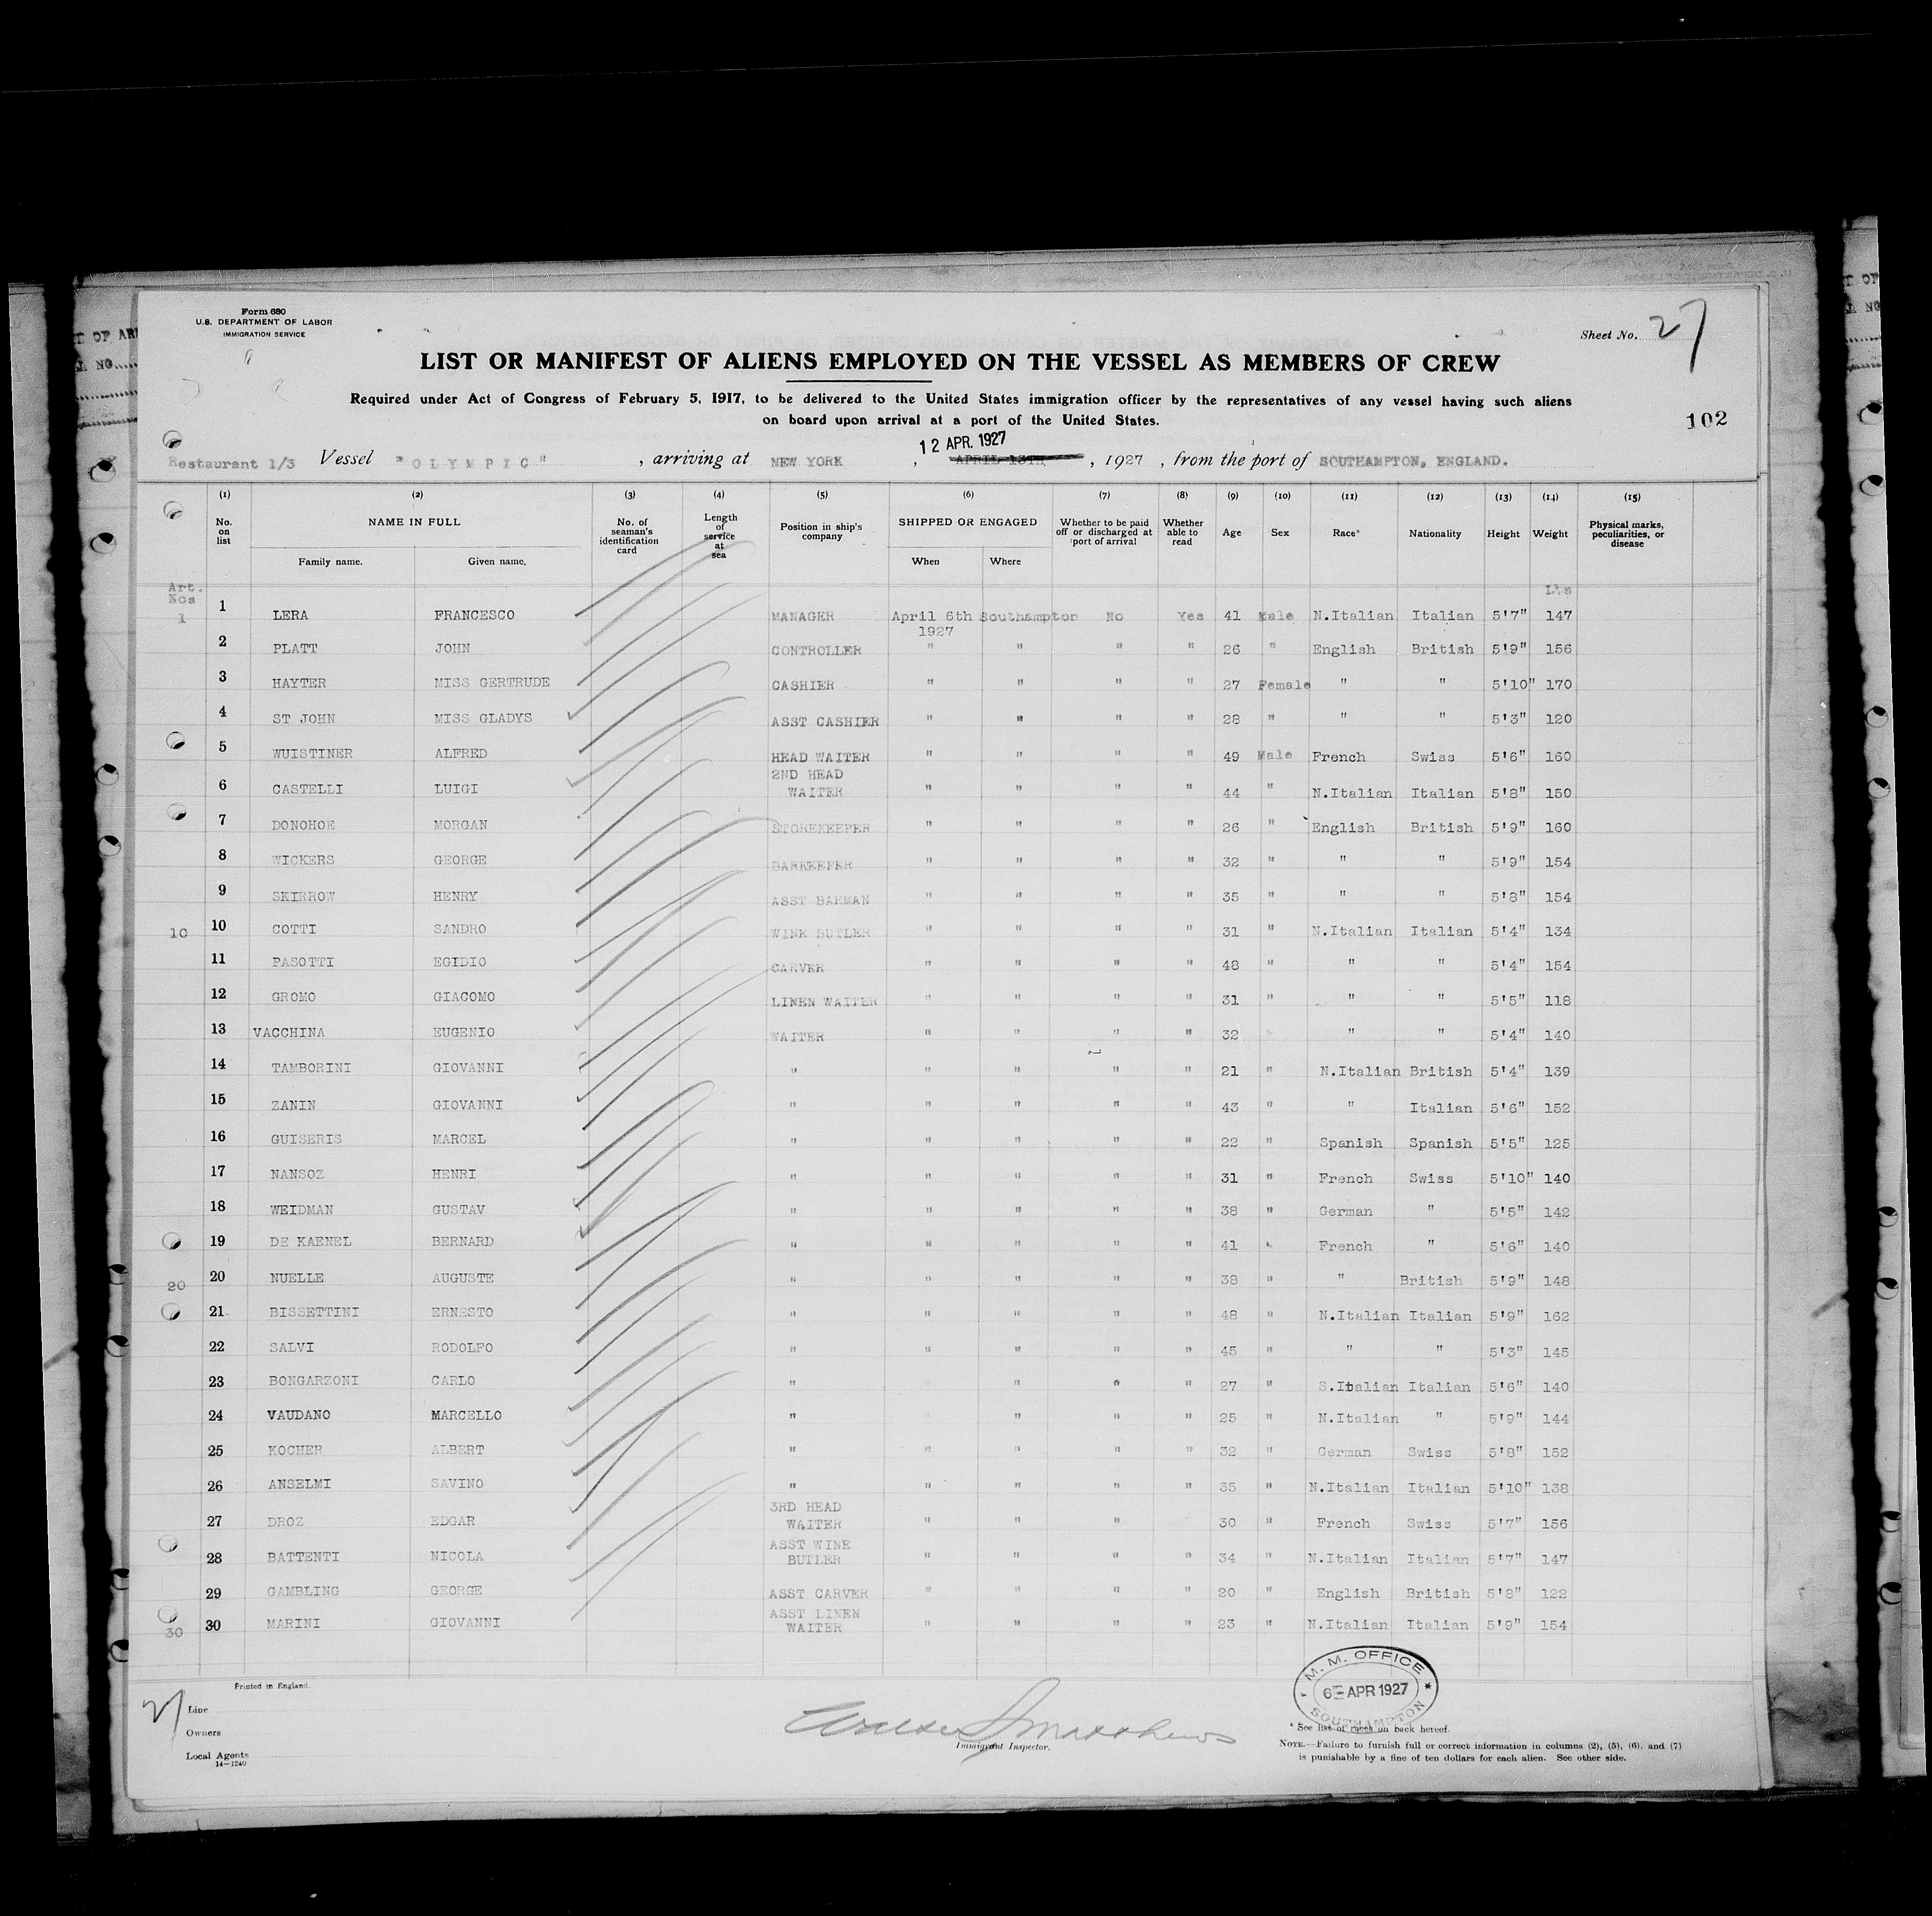 Form 680
U.S. DEPARTMENT OF LABOR
IMMIGRATION SERVICE
Sheet No. 27
LIST OR MANIFEST OF ALIENS EMPLOYED ON THE VESSEL AS MEMBERS OF CREW
Required under Act of Congress of February 5, 1917, to be delivered to the United States immigration officer by the representatives of any vessel having such aliens
on board upon arrival at a port of the United States.
102
12 APR. 1927
Restaurant 1/3 Vessel "OLYMPIC", arriving at NEW YORK, APRIL 13TH, 1927, from the port of SOUTHAMPTON, ENGLAND.
(1) (2) (3) (4) (5) (6) (7) (8) (9) (10) (11) (12) (13) (14) (15)
No. on list NAME IN FULL No. of seaman's identification card Length of service at sea Position in ship's company SHIPPED OR ENGAGED Whether to be paid off or discharged at port of arrival Whether able to read Age Sex Race* Nationality Height Weight Physical marks, peculiarities, or disease
Family name. Given name. When Where
Art. Nos Lbs
1 1 LERA FRANCESCO MANAGER April 6th 1927 Southampton No Yes 41 Male N.Italian Italian 5'7" 147
2 PLATT JOHN CONTROLLER " " " " 26 " English British 5'9" 156
3 HAYTER MISS GERTRUDE CASHIER " " " " 27 Female " " 5'10" 170
4 ST JOHN MISS GLADYS ASST CASHIER " " " " 28 " " " 5'3" 120
5 WUISTINER ALFRED HEAD WAITER " " " " 49 Male French Swiss 5'6" 160
6 CASTELLI LUIGI 2ND HEAD WAITER " " " " 44 " N.Italian Italian 5'8" 150
7 DONOHOE MORGAN STOREKEEPER " " " " 26 " English British 5'9" 160
8 WICKERS GEORGE BARKEEPER " " " " 32 " " " 5'9" 154
9 SKIRROW HENRY ASST BARMAN " " " " 35 " " " 5'8" 154
10 10 COTTI SANDRO WINE BUTLER " " " " 31 " N.Italian Italian 5'4" 134
11 PASOTTI EGIDIO CARVER " " " " 48 " " " 5'4" 154
12 GROMO GIACOMO LINEN WAITER " " " " 31 " " " 5'5" 118
13 VACCHINA EUGENIO WAITER " " " " 32 " " 5'4" 140
14 TAMBORINI GIOVANNI " " " " " 21 " N.Italian British 5'4" 139
15 ZANIN GIOVANNI " " " " " 43 " " Italian 5'6" 152
16 GUISERIS MARCEL " " " " " 22 " Spanish Spanish 5'5" 125
17 NANSOZ HENRI " " " " " 31 " French Swiss 5'10" 140
18 WEIDMAN GUSTAV " " " " " 38 " German " 5'5" 142
19 DE KAENEL BERNARD " " " " " 41 " French " 5'6" 140
20 20 NUELLE AUGUSTE " " " " " 38 " " British 5'9" 148
21 BISSETTINI ERNESTO " " " " " 48 " N.Italian Italian 5'9" 162
22 SALVI RODOLFO " " " " " 45 " " " 5'3" 145
23 BONGARZONI CARLO " " " " 27 " S.Italian Italian 5'6" 140
24 VAUDANO MARCELLO " " " " 25 " N.Italian " 5'9" 144
25 KOCHER ALBERT " " " " " 32 " German Swiss 5'8" 152
26 ANSELMI SAVINO " " " " " 35 " N.Italian Italian 5'10" 138
27 DROZ EDGAR 3RD HEAD WAITER " " " 30 " French Swiss 5'7" 156
28 BATTENTI NICOLA ASST WINE BUTLER " " " " 34 " N.Italian Italian 5'7" 147
29 GAMBLING GEORGE ASST CARVER " " " " 20 " English British 5'8" 122
30 30 MARINI GIOVANNI ASST LINEN WAITER " " " " 23 " N.Italian Italian 5'9" 154
M. M. OFFICE
6 APR 1927
SOUTHAMPTON
Printed in England.
27
Line
Owners
Local Agents
14-1240
Immigrant Inspector.
* See list of races on back hereof.
NOTE.—Failure to furnish full or correct information in columns (2), (5), (6), and (7)
is punishable by a fine of ten dollars for each alien. See other side.